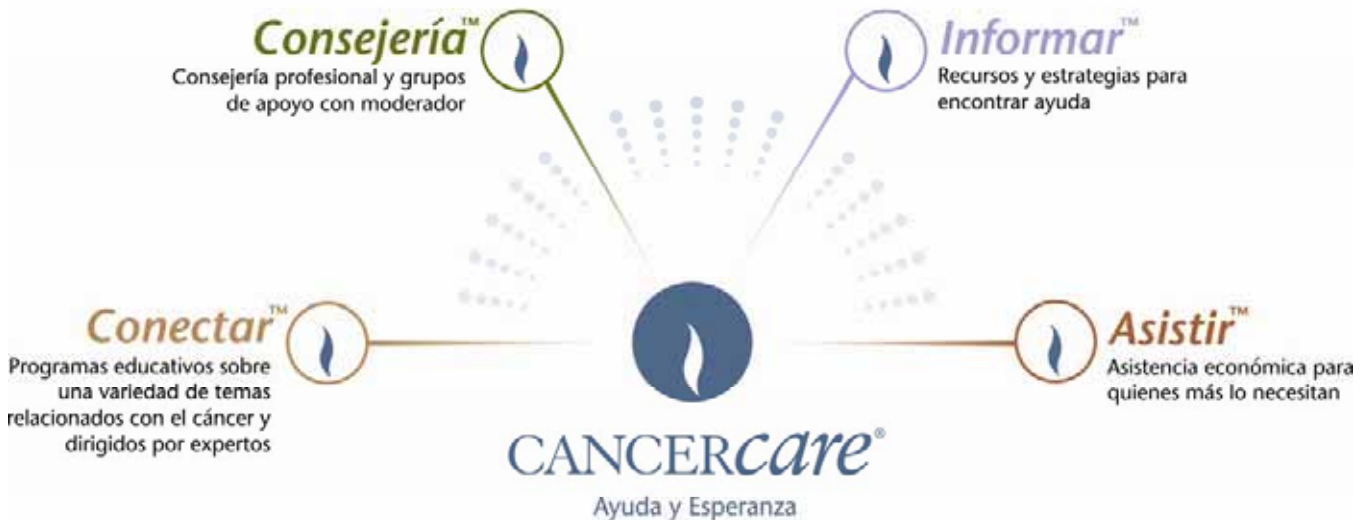 Consejería™
Consejería profesional y grupos
de apoyo con moderador
Informar™
Recursos y estrategias para
encontrar ayuda
Conectar™
Programas educativos sobre
una variedad de temas
relacionados con el cáncer y
dirigidos por expertos
Asistir™
Asistencia económica para
quienes más lo necesitan
CANCERcare®
Ayuda y Esperanza